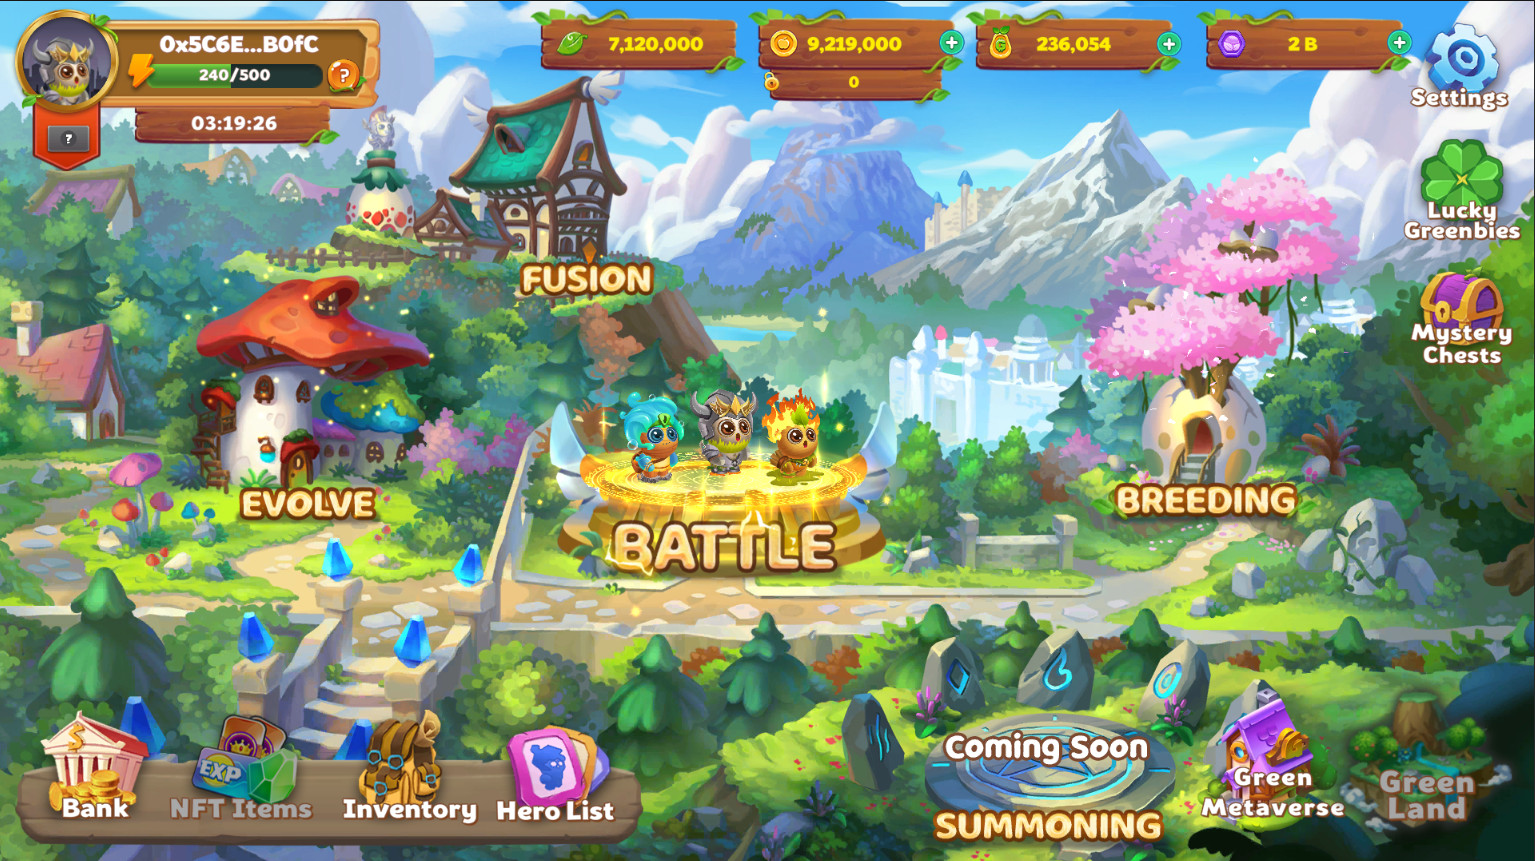 0x5C6E...B0fC
240/500
?
03:19:26
?
7,120,000
9,219,000
0
236,054
2 B
Settings
Lucky
Greenbies
Mystery
Chests
FUSION
EVOLVE
BATTLE
BREEDING
Coming Soon
SUMMONING
$
Bank
EXP
NFT Items
Inventory
Hero List
Green
Metaverse
Green
Land